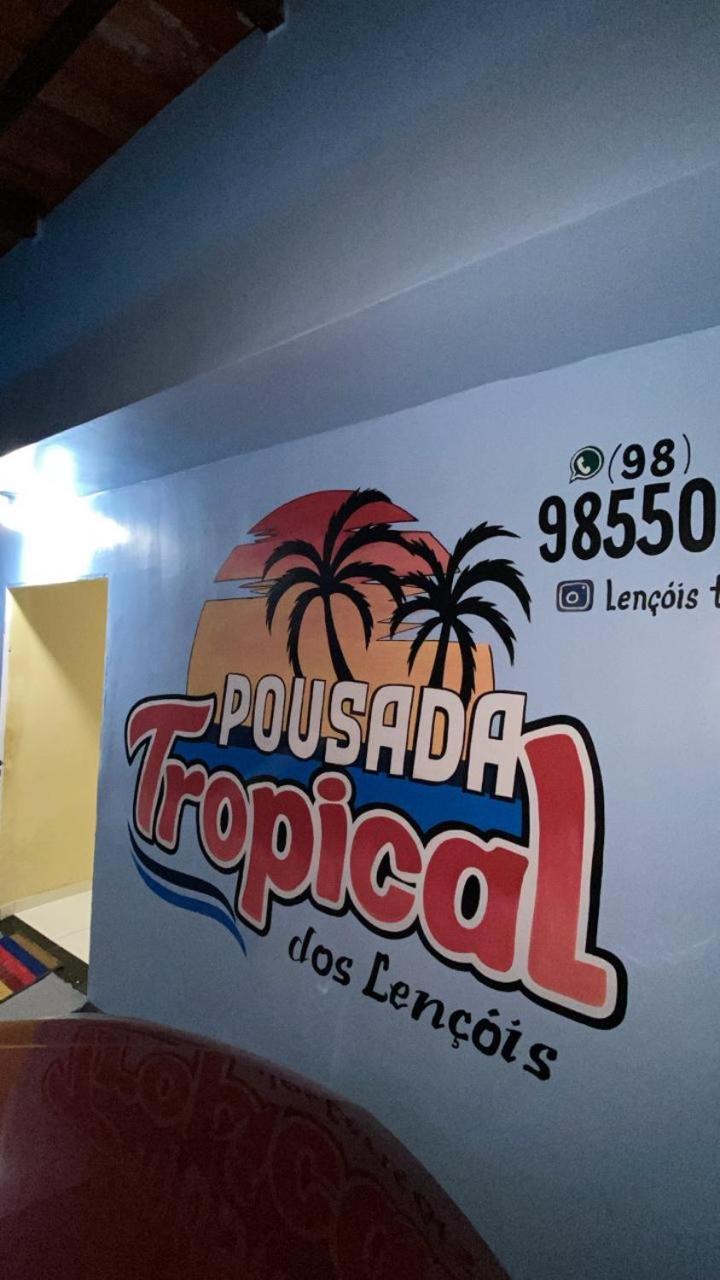 (98)
98550
Lençóis
POUSADA
Tropical
dos Lençóis